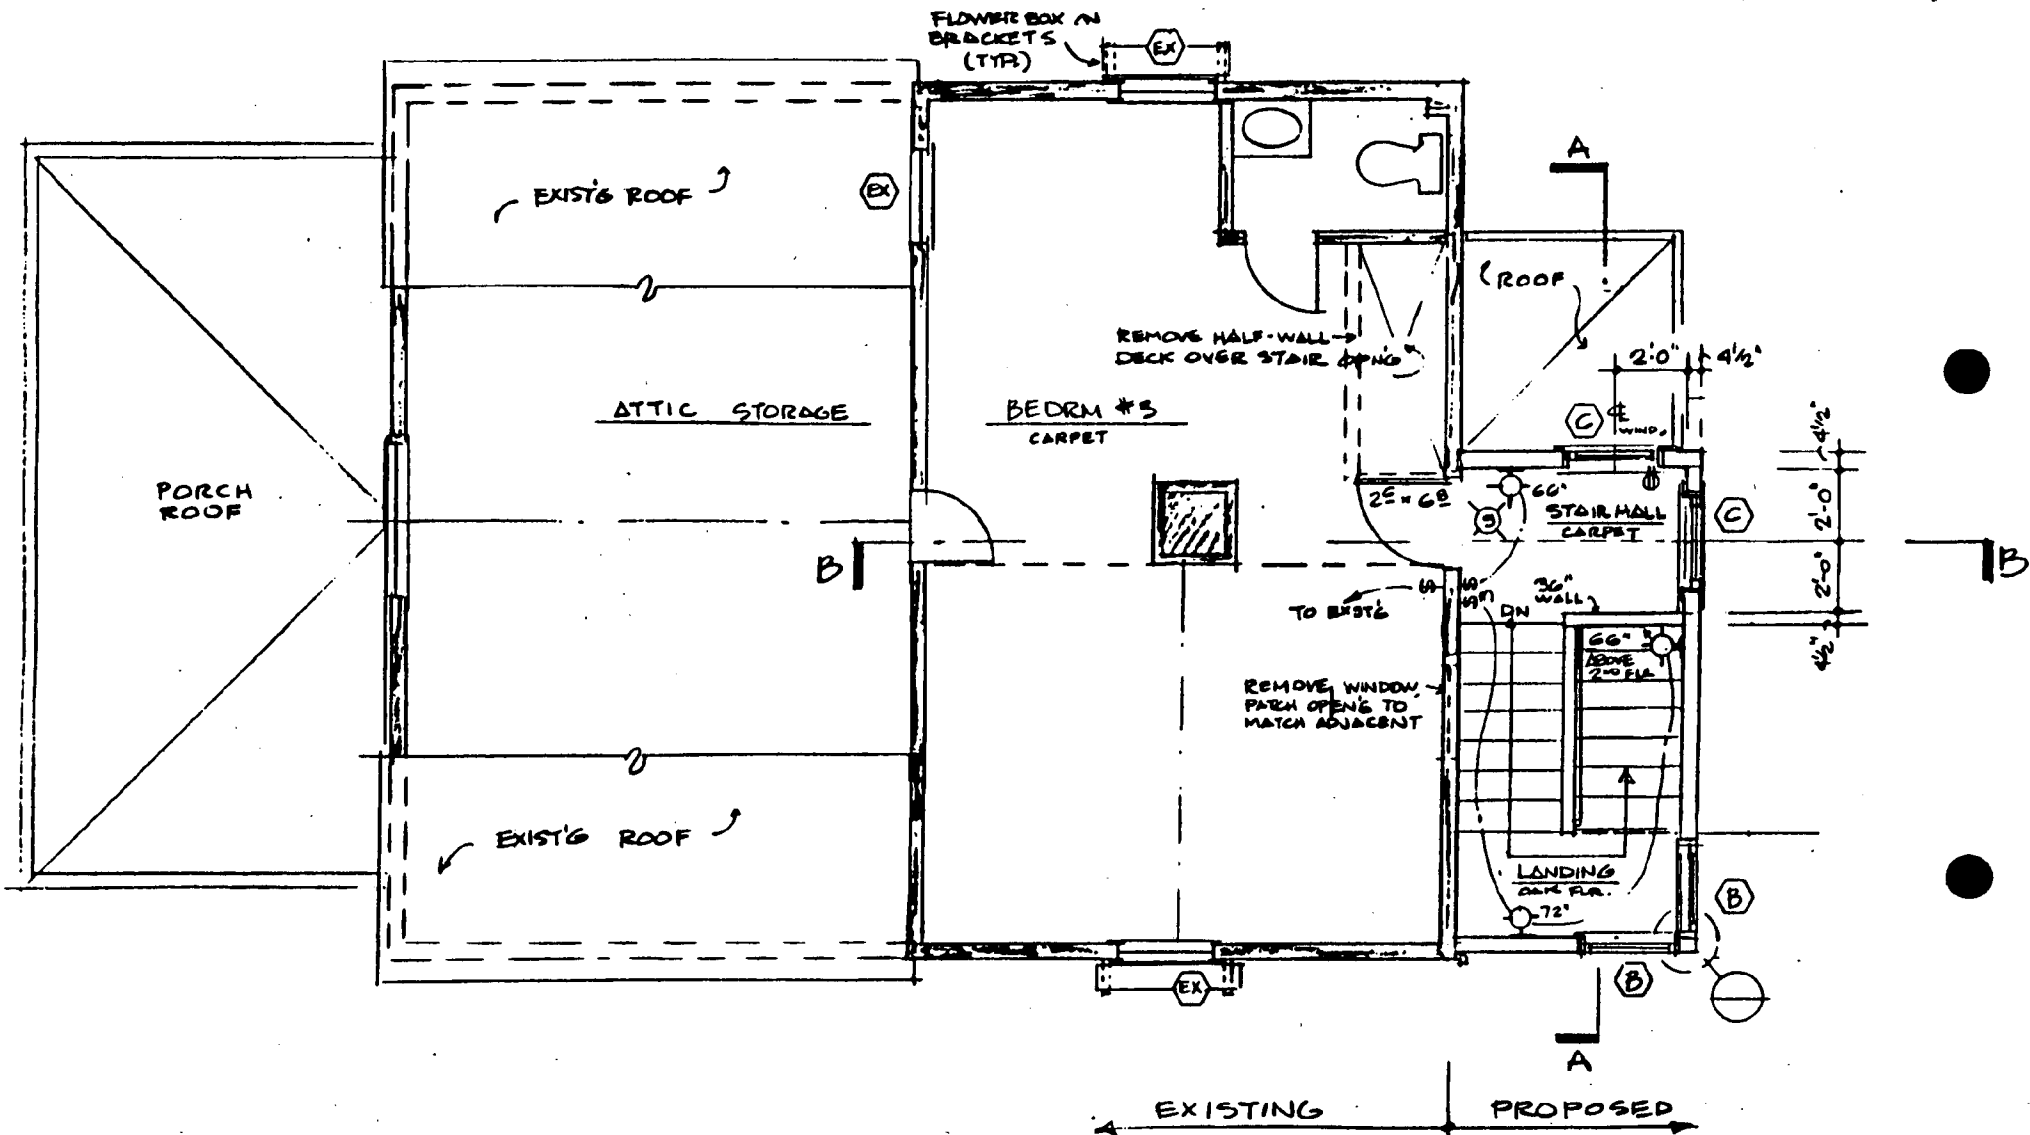 FLOWER BOX ON
BRACKETS
(TYP.)
EX
A
EXIST'G ROOF
EX
ROOF
REMOVE HALF-WALL
DECK OVER STAIR OPN'G
2'-0"
4½"
ATTIC STORAGE
BEDRM #3
CARPET
C
℄
WIND.
4½"
PORCH
ROOF
66"
STAIR HALL
CARPET
S
C
2'-0"
B
B
2'-0"
TO EXIST'G
36"
WALL
DN
4½"
66"
ABOVE
2ND FLR
REMOVE WINDOW
PATCH OPEN'G TO
MATCH ADJACENT
EXIST'G ROOF
LANDING
OAK FLR.
72"
B
B
EX
A
EXISTING
PROPOSED